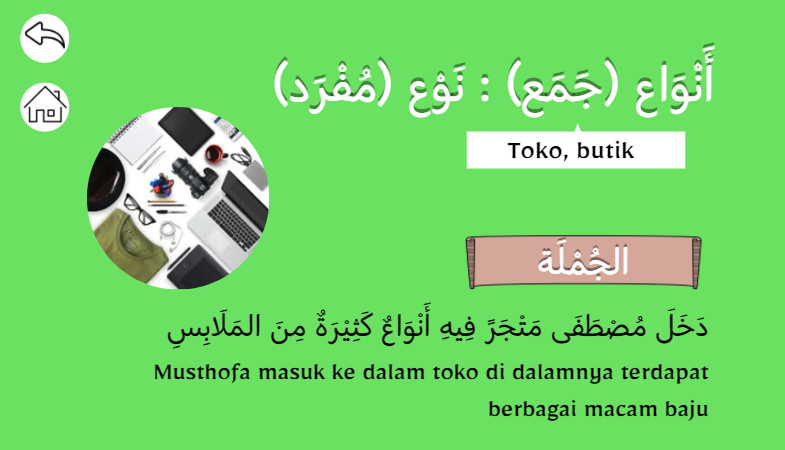 أَنْوَاع (جَمَع) : نَوْع (مُفْرَد)
Toko, butik
الجُمْلَة
دَخَلَ مُصْطَفَى مَتْجَرً فِيهِ أَنْوَاعٌ كَثِيْرَةٌ مِنَ المَلَابِسِ
Musthofa masuk ke dalam toko di dalamnya terdapat
berbagai macam baju